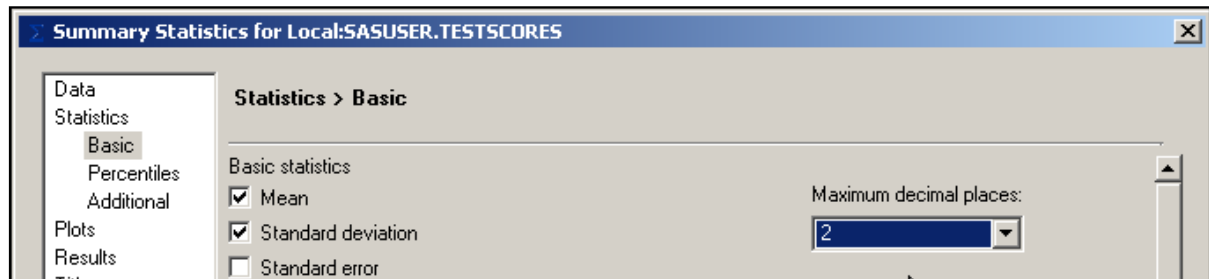 Summary Statistics for Local:SASUSER.TESTSCORES
Data
Statistics
Basic
Percentiles
Additional
Plots
Results
Statistics > Basic
Basic statistics
Mean
Standard deviation
Standard error
Maximum decimal places:
2